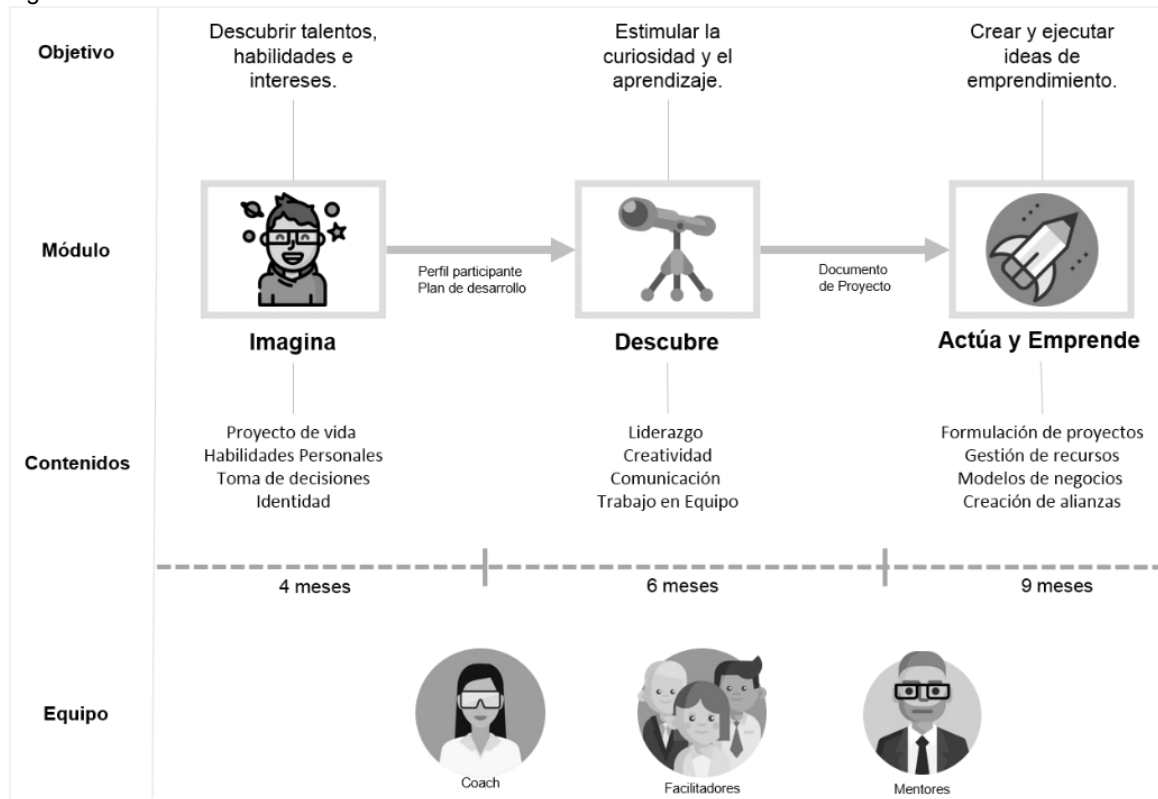 Objetivo
Descubrir talentos,
habilidades e
intereses.
Estimular la
curiosidad y el
aprendizaje.
Crear y ejecutar
ideas de
emprendimiento.
Módulo
Perfil participante
Plan de desarrollo
Documento
de Proyecto
Imagina
Descubre
Actúa y Emprende
Contenidos
Proyecto de vida
Habilidades Personales
Toma de decisiones
Identidad
Liderazgo
Creatividad
Comunicación
Trabajo en Equipo
Formulación de proyectos
Gestión de recursos
Modelos de negocios
Creación de alianzas
4 meses
6 meses
9 meses
Equipo
Coach
Facilitadores
Mentores